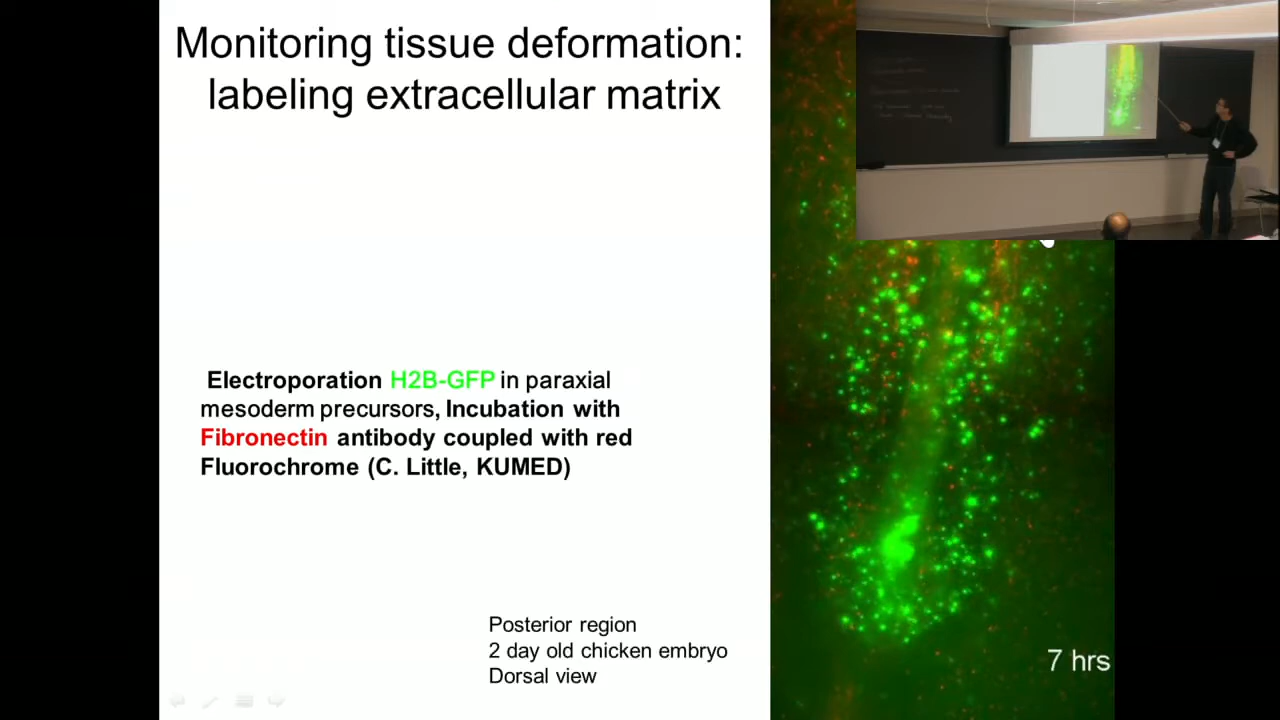 Monitoring tissue deformation:
labeling extracellular matrix
Electroporation H2B-GFP in paraxial
mesoderm precursors, Incubation with
Fibronectin antibody coupled with red
Fluorochrome (C. Little, KUMED)
Posterior region
2 day old chicken embryo
Dorsal view
7 hrs